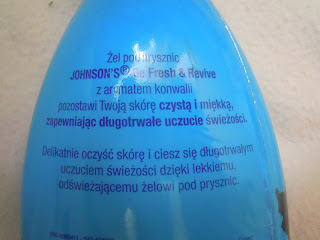 Żel pod prysznic
JOHNSON'S® Fresh & Revive
z aromatem konwalii
pozostawi Twoją skórę czystą i miękką,
zapewniając długotrwałe uczucie świeżości.
Delikatnie oczyść skórę i ciesz się długotrwałym
uczuciem świeżości dzięki lekkiemu,
odświeżającemu żelowi pod prysznic.